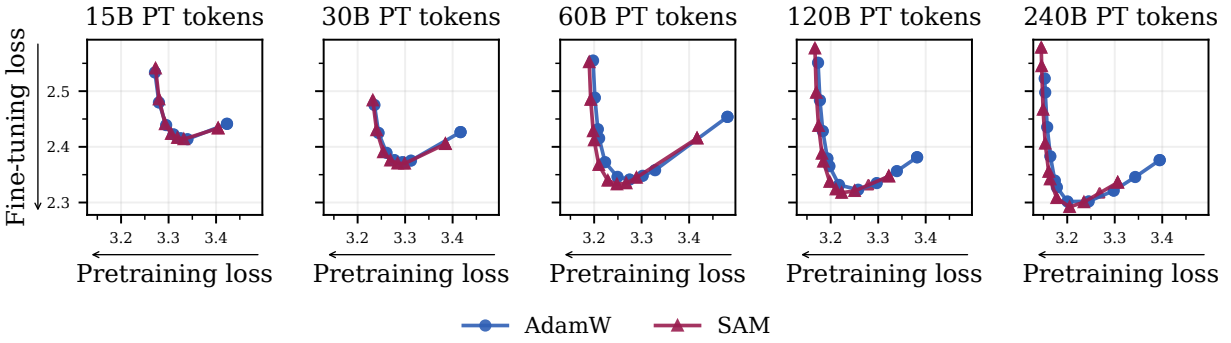 15B PT tokens 30B PT tokens 60B PT tokens 120B PT tokens 240B PT tokens
Fine-tuning loss
2.5
2.4
2.3
3.2 3.3 3.4 3.2 3.3 3.4 3.2 3.3 3.4 3.2 3.3 3.4 3.2 3.3 3.4
Pretraining loss Pretraining loss Pretraining loss Pretraining loss Pretraining loss
AdamW SAM